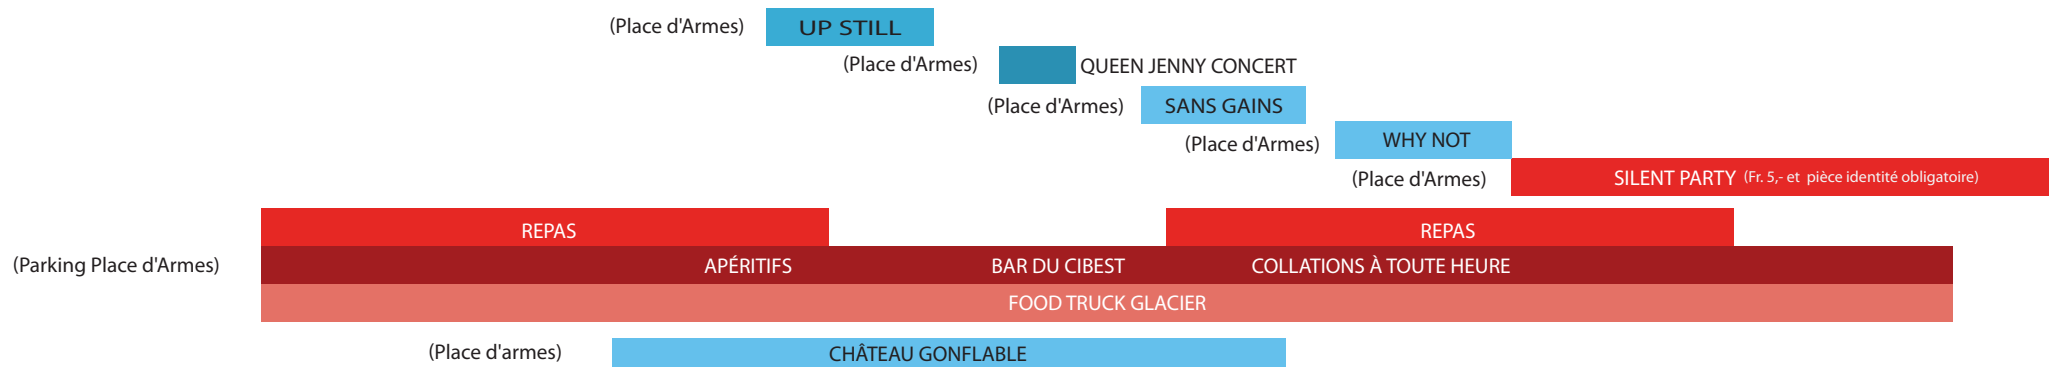 (Place d'Armes) UP STILL
(Place d'Armes) QUEEN JENNY CONCERT
(Place d'Armes) SANS GAINS
(Place d'Armes) WHY NOT
(Place d'Armes) SILENT PARTY (Fr. 5,- et pièce identité obligatoire)
REPAS REPAS
(Parking Place d'Armes) APÉRITIFS BAR DU CIBEST COLLATIONS À TOUTE HEURE
FOOD TRUCK GLACIER
(Place d'armes) CHÂTEAU GONFLABLE